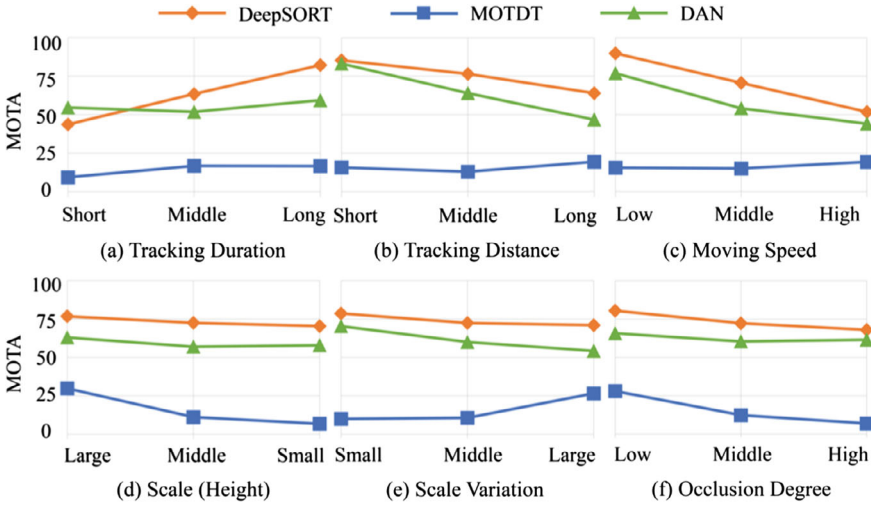 DeepSORT MOTDT DAN
100
75
50
25
0
MOTA
Short Middle Long Short Middle Long Low Middle High
(a) Tracking Duration (b) Tracking Distance (c) Moving Speed
100
75
50
25
0
MOTA
Large Middle Small Small Middle Large Low Middle High
(d) Scale (Height) (e) Scale Variation (f) Occlusion Degree